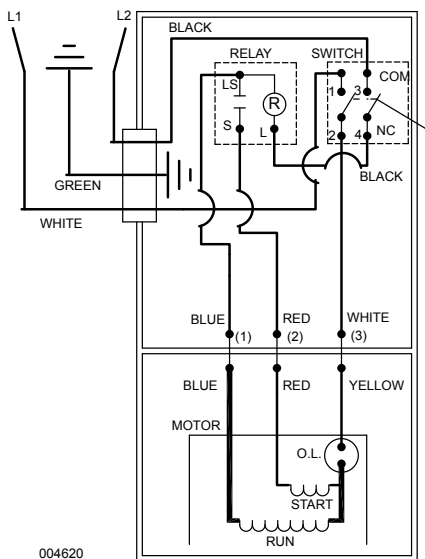 L1
L2
BLACK
RELAY
SWITCH
LS
R
COM
1
3
S
L
2
4
NC
BLACK
GREEN
WHITE
BLUE
RED
WHITE
(1)
(2)
(3)
BLUE
RED
YELLOW
MOTOR
O.L.
START
RUN
004620